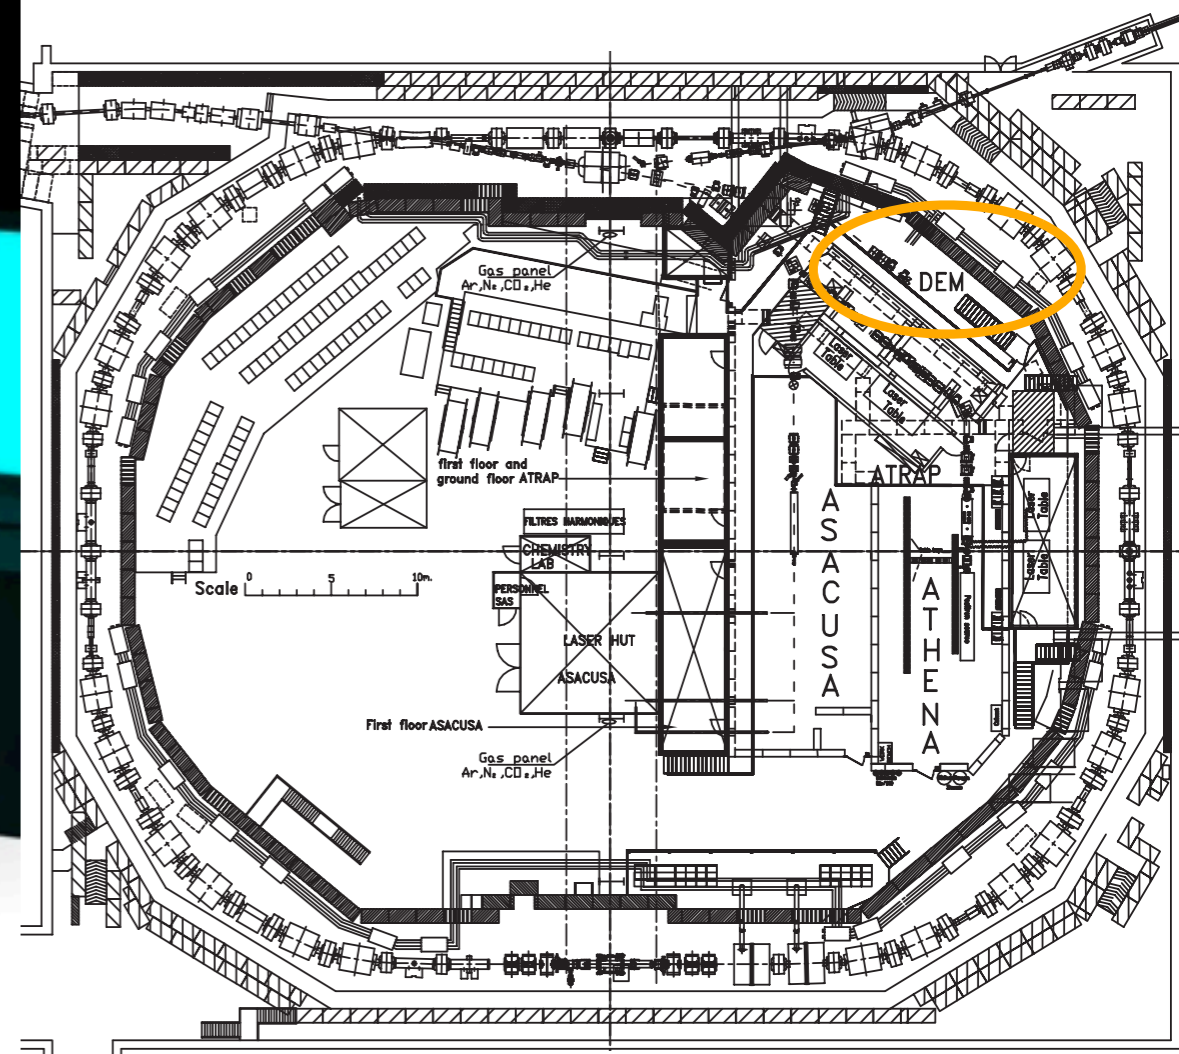 Gas panel
Ar,N₂,CO₂,He
DEM
Laser
Table
Laser
Table
first floor and
ground floor ATRAP
ATRAP
FILTRES HARMONIQUES
CHEMISTRY
LAB
PERSONNEL
SAS
Scale 0 5 10m.
LASER HUT
ASACUSA
ASACUSA
ATHENA
Laser
Table
Laser
Table
Positron source
First floor ASACUSA
Gas panel
Ar,N₂,CO₂,He